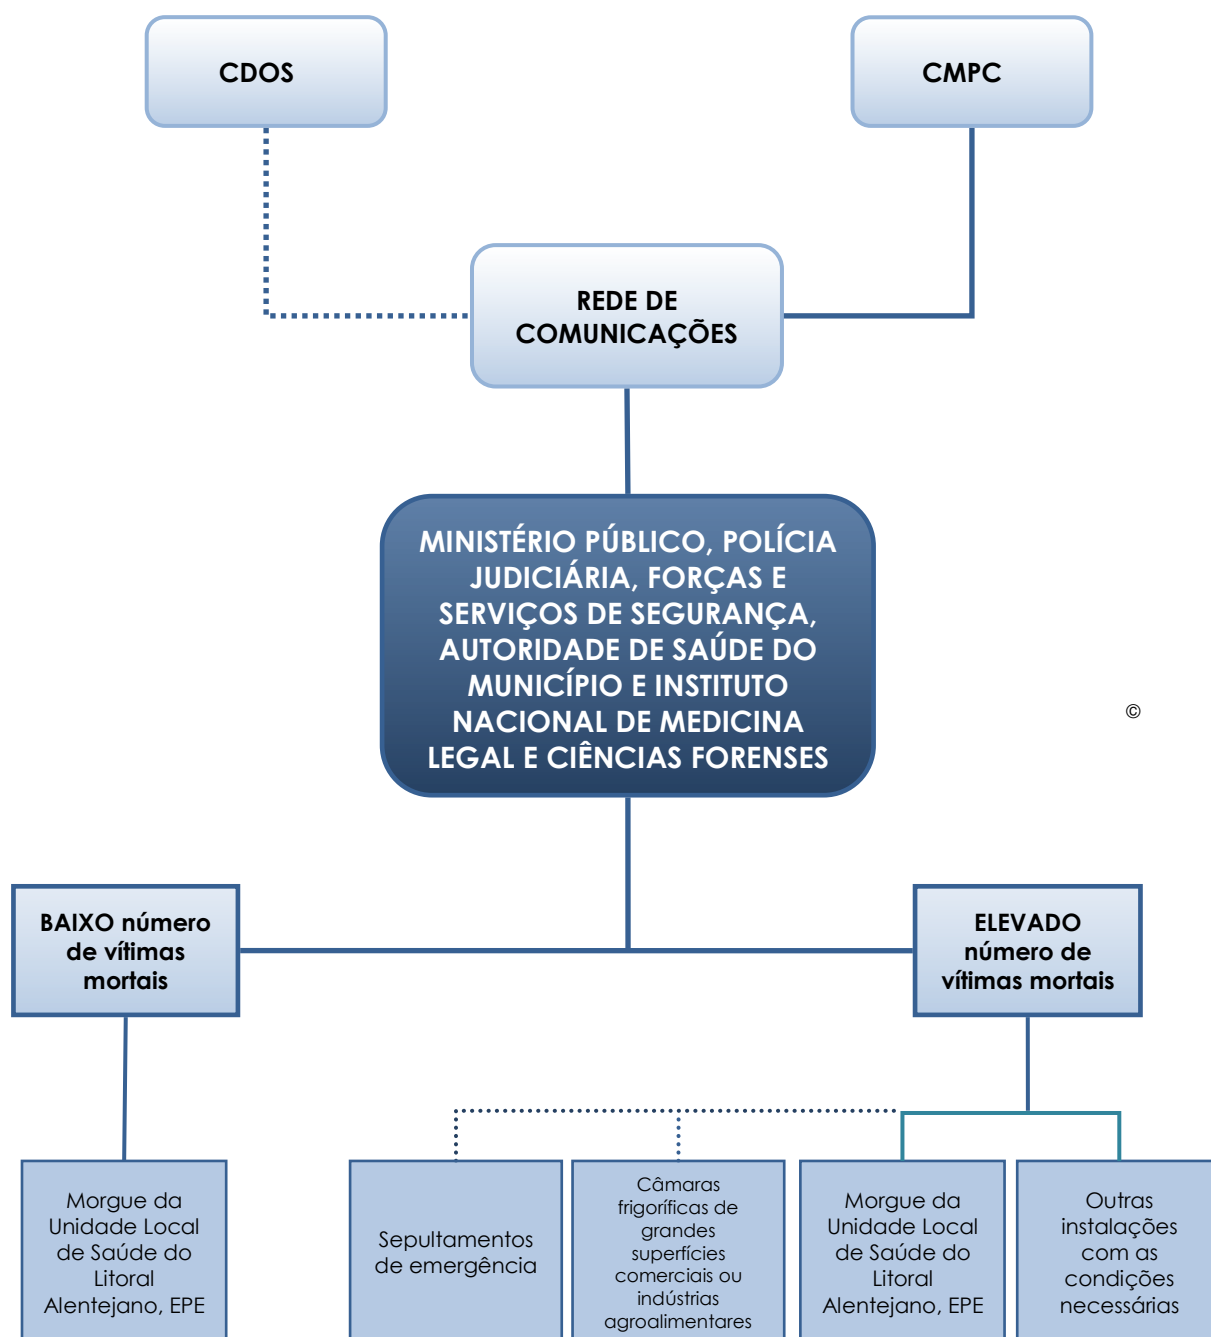 CDOS
CMPC
REDE DE
COMUNICAÇÕES
MINISTÉRIO PÚBLICO, POLÍCIA
JUDICIÁRIA, FORÇAS E
SERVIÇOS DE SEGURANÇA,
AUTORIDADE DE SAÚDE DO
MUNICÍPIO E INSTITUTO
NACIONAL DE MEDICINA
LEGAL E CIÊNCIAS FORENSES
©
BAIXO número
de vítimas
mortais
ELEVADO
número de
vítimas mortais
Morgue da
Unidade Local
de Saúde do
Litoral
Alentejano, EPE
Sepultamentos
de emergência
Câmaras
frigoríficas de
grandes
superfícies
comerciais ou
indústrias
agroalimentares
Morgue da
Unidade Local
de Saúde do
Litoral
Alentejano, EPE
Outras
instalações
com as
condições
necessárias